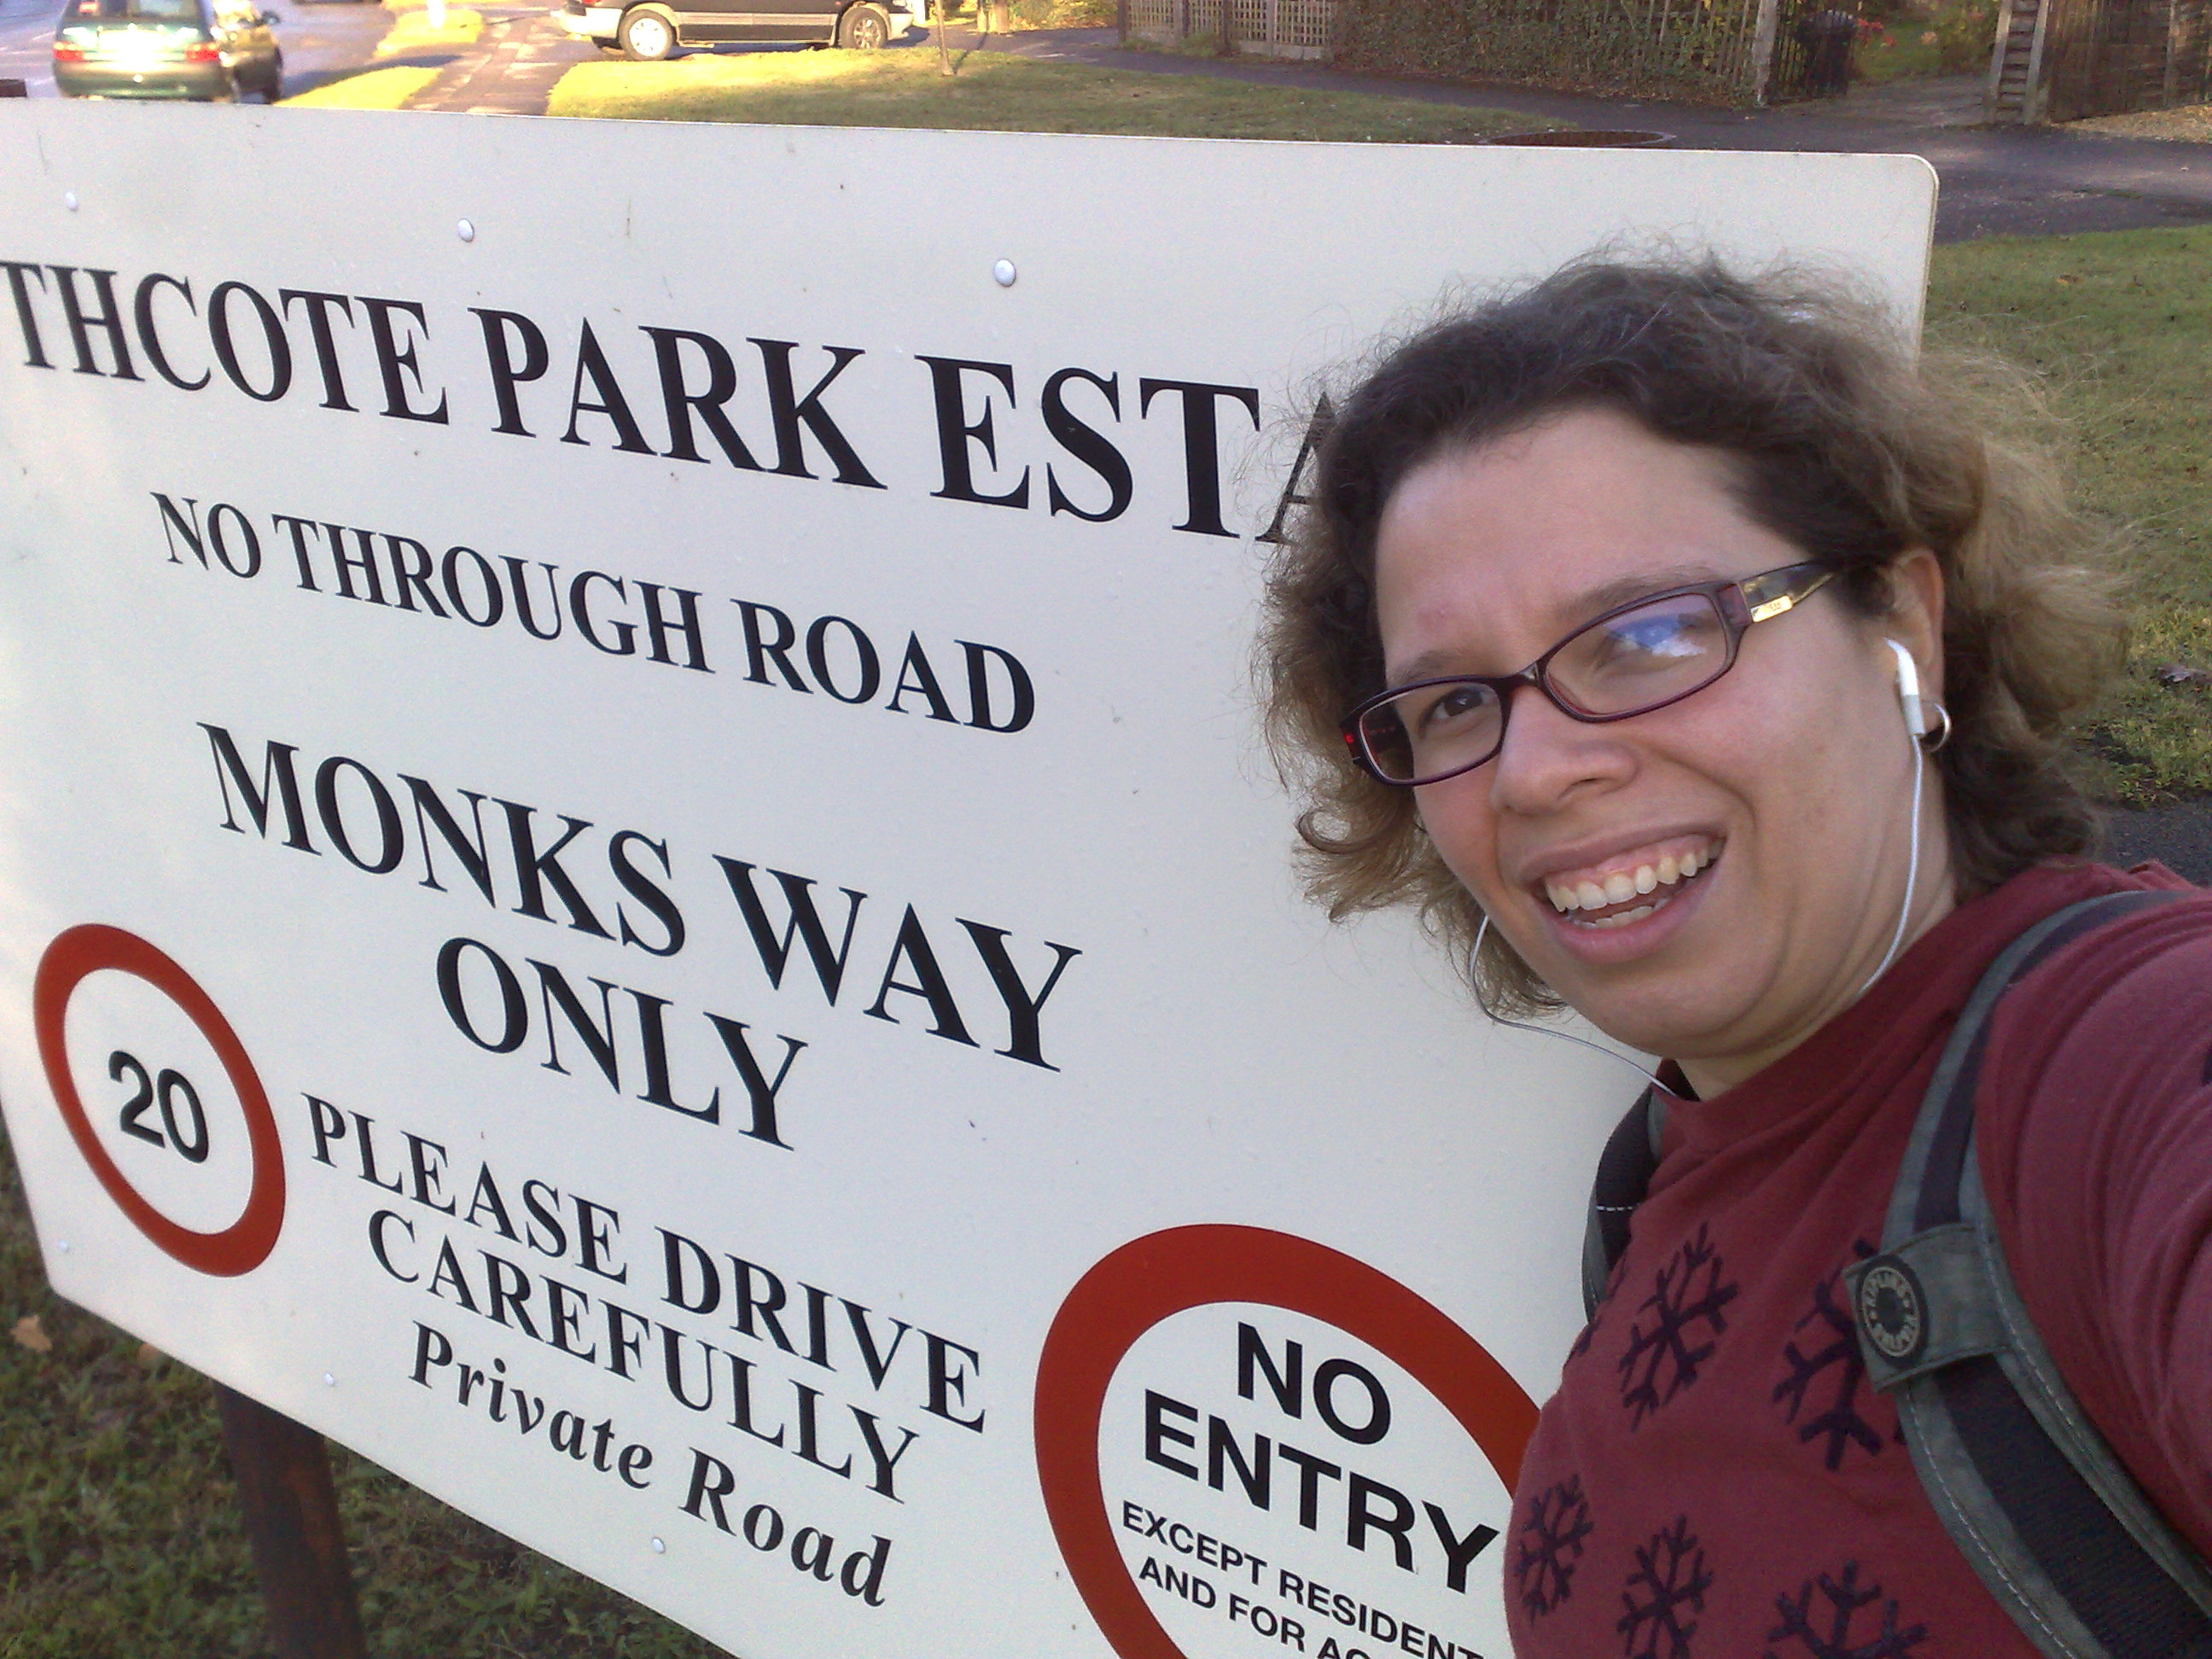 THCOTE PARK ESTA
NO THROUGH ROAD
MONKS WAY
ONLY
20
PLEASE DRIVE
CAREFULLY
Private Road
NO
ENTRY
EXCEPT RESIDENT
AND FOR AC
KIPLING